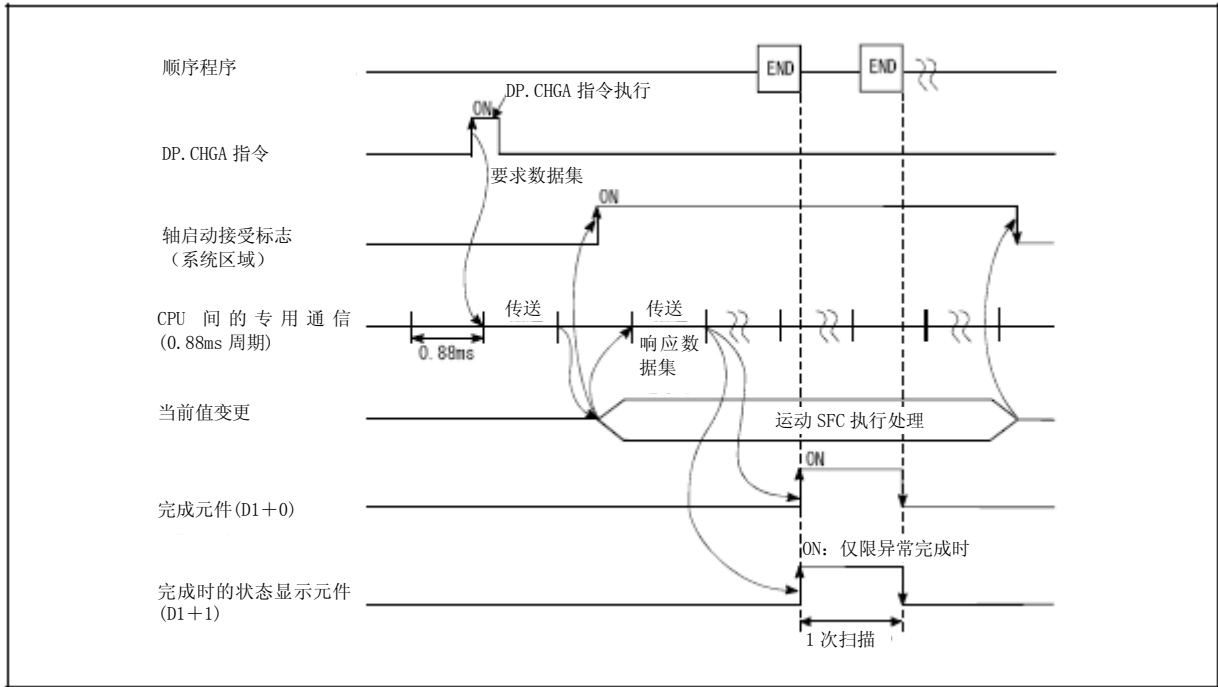 顺序程序
END
END
ON
DP.CHGA 指令执行
DP.CHGA 指令
要求数据集
ON
轴启动接受标志
（系统区域）
CPU 间的专用通信
(0.88ms 周期)
0.88ms
传送
传送
响应数
据集
当前值变更
运动 SFC 执行处理
ON
完成元件(D1＋0)
ON：仅限异常完成时
完成时的状态显示元件
(D1＋1)
1 次扫描